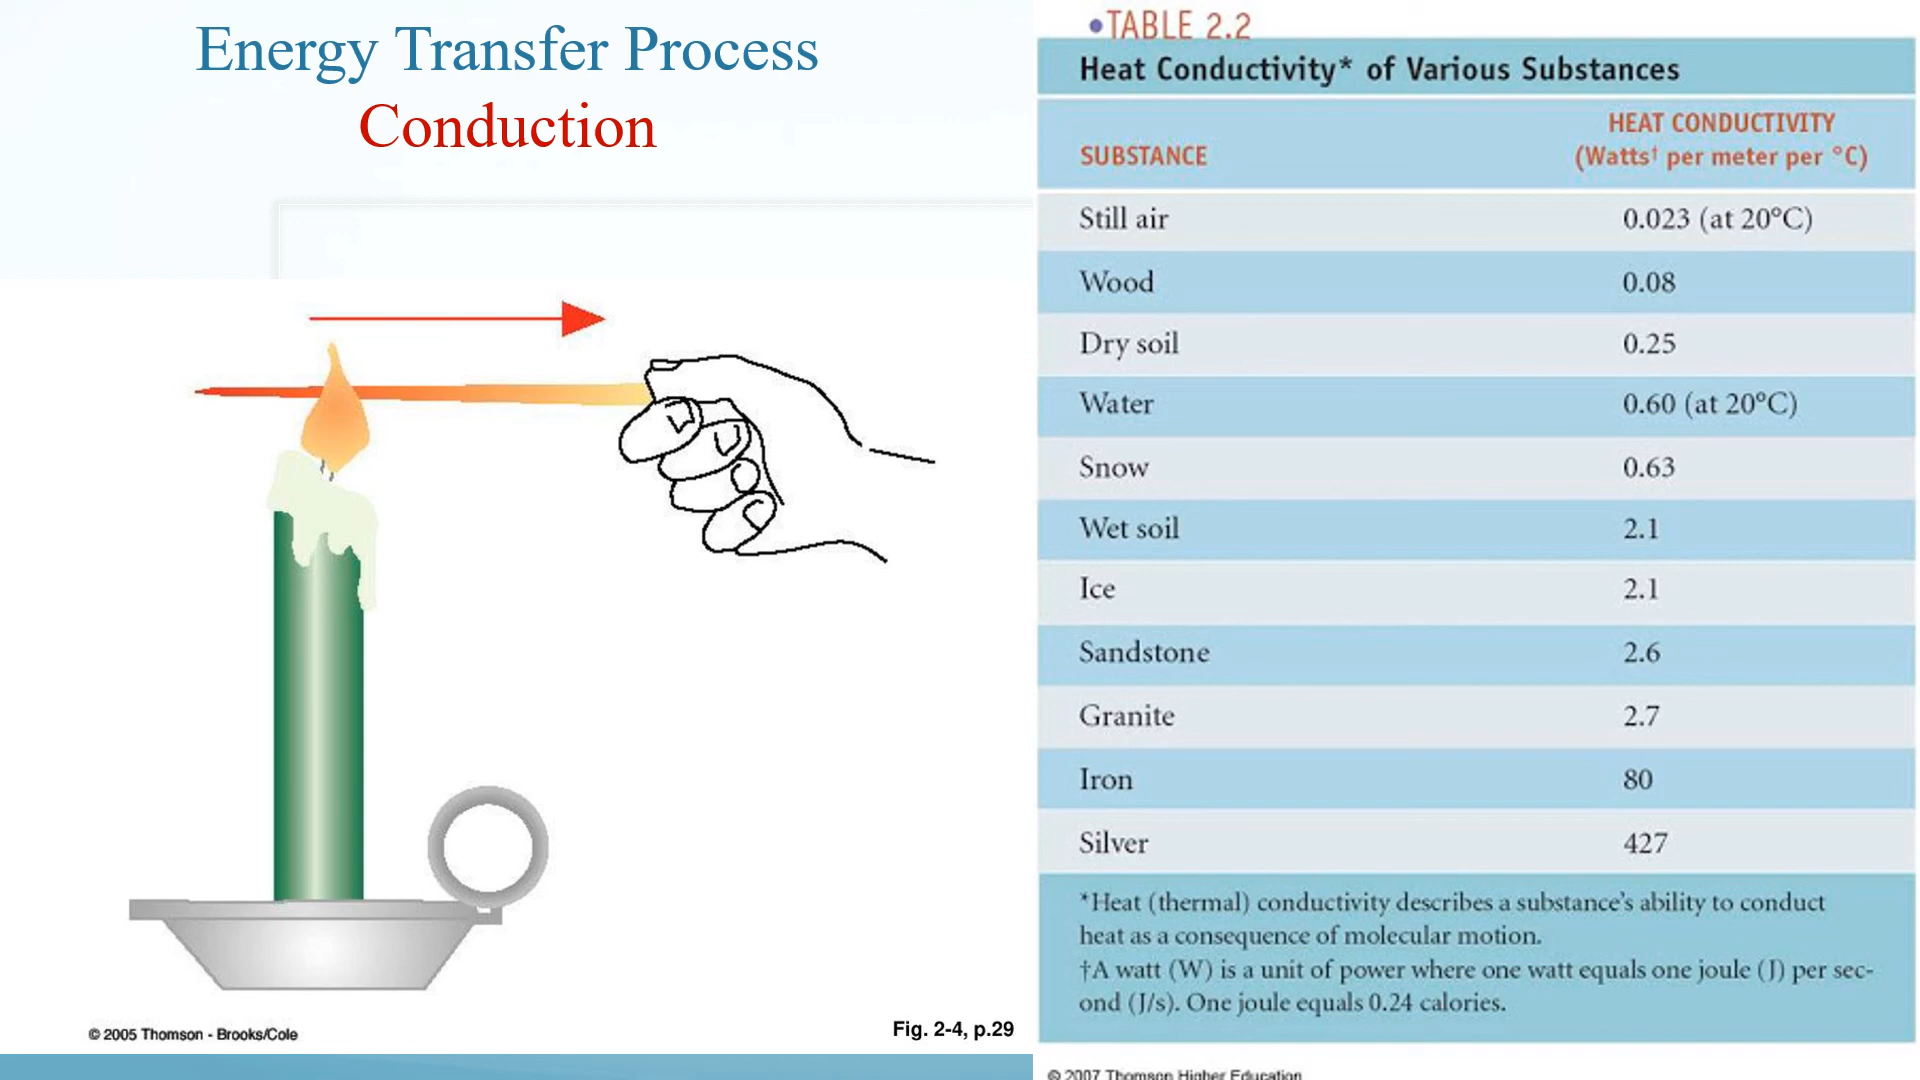 Energy Transfer Process
Conduction
© 2005 Thomson - Brooks/Cole
Fig. 2-4, p.29
•TABLE 2.2
Heat Conductivity* of Various Substances
SUBSTANCE HEAT CONDUCTIVITY
(Watts† per meter per °C)
Still air 0.023 (at 20°C)
Wood 0.08
Dry soil 0.25
Water 0.60 (at 20°C)
Snow 0.63
Wet soil 2.1
Ice 2.1
Sandstone 2.6
Granite 2.7
Iron 80
Silver 427
*Heat (thermal) conductivity describes a substance's ability to conduct
heat as a consequence of molecular motion.
†A watt (W) is a unit of power where one watt equals one joule (J) per sec-
ond (J/s). One joule equals 0.24 calories.
© 2007 Thomson Higher Education